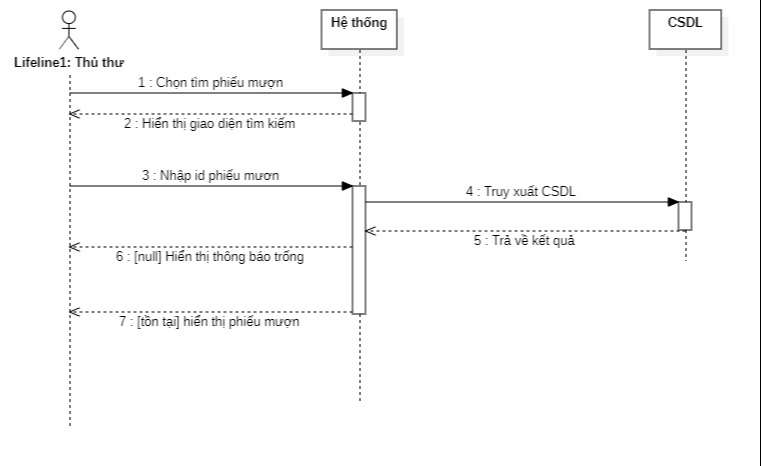 Hệ thống
CSDL
Lifeline1: Thủ thư
1 : Chọn tìm phiếu mượn
2 : Hiển thị giao diện tìm kiếm
3 : Nhập id phiếu mươn
4 : Truy xuất CSDL
5 : Trả về kết quả
6 : [null] Hiển thị thông báo trống
7 : [tồn tại] hiển thị phiếu mượn